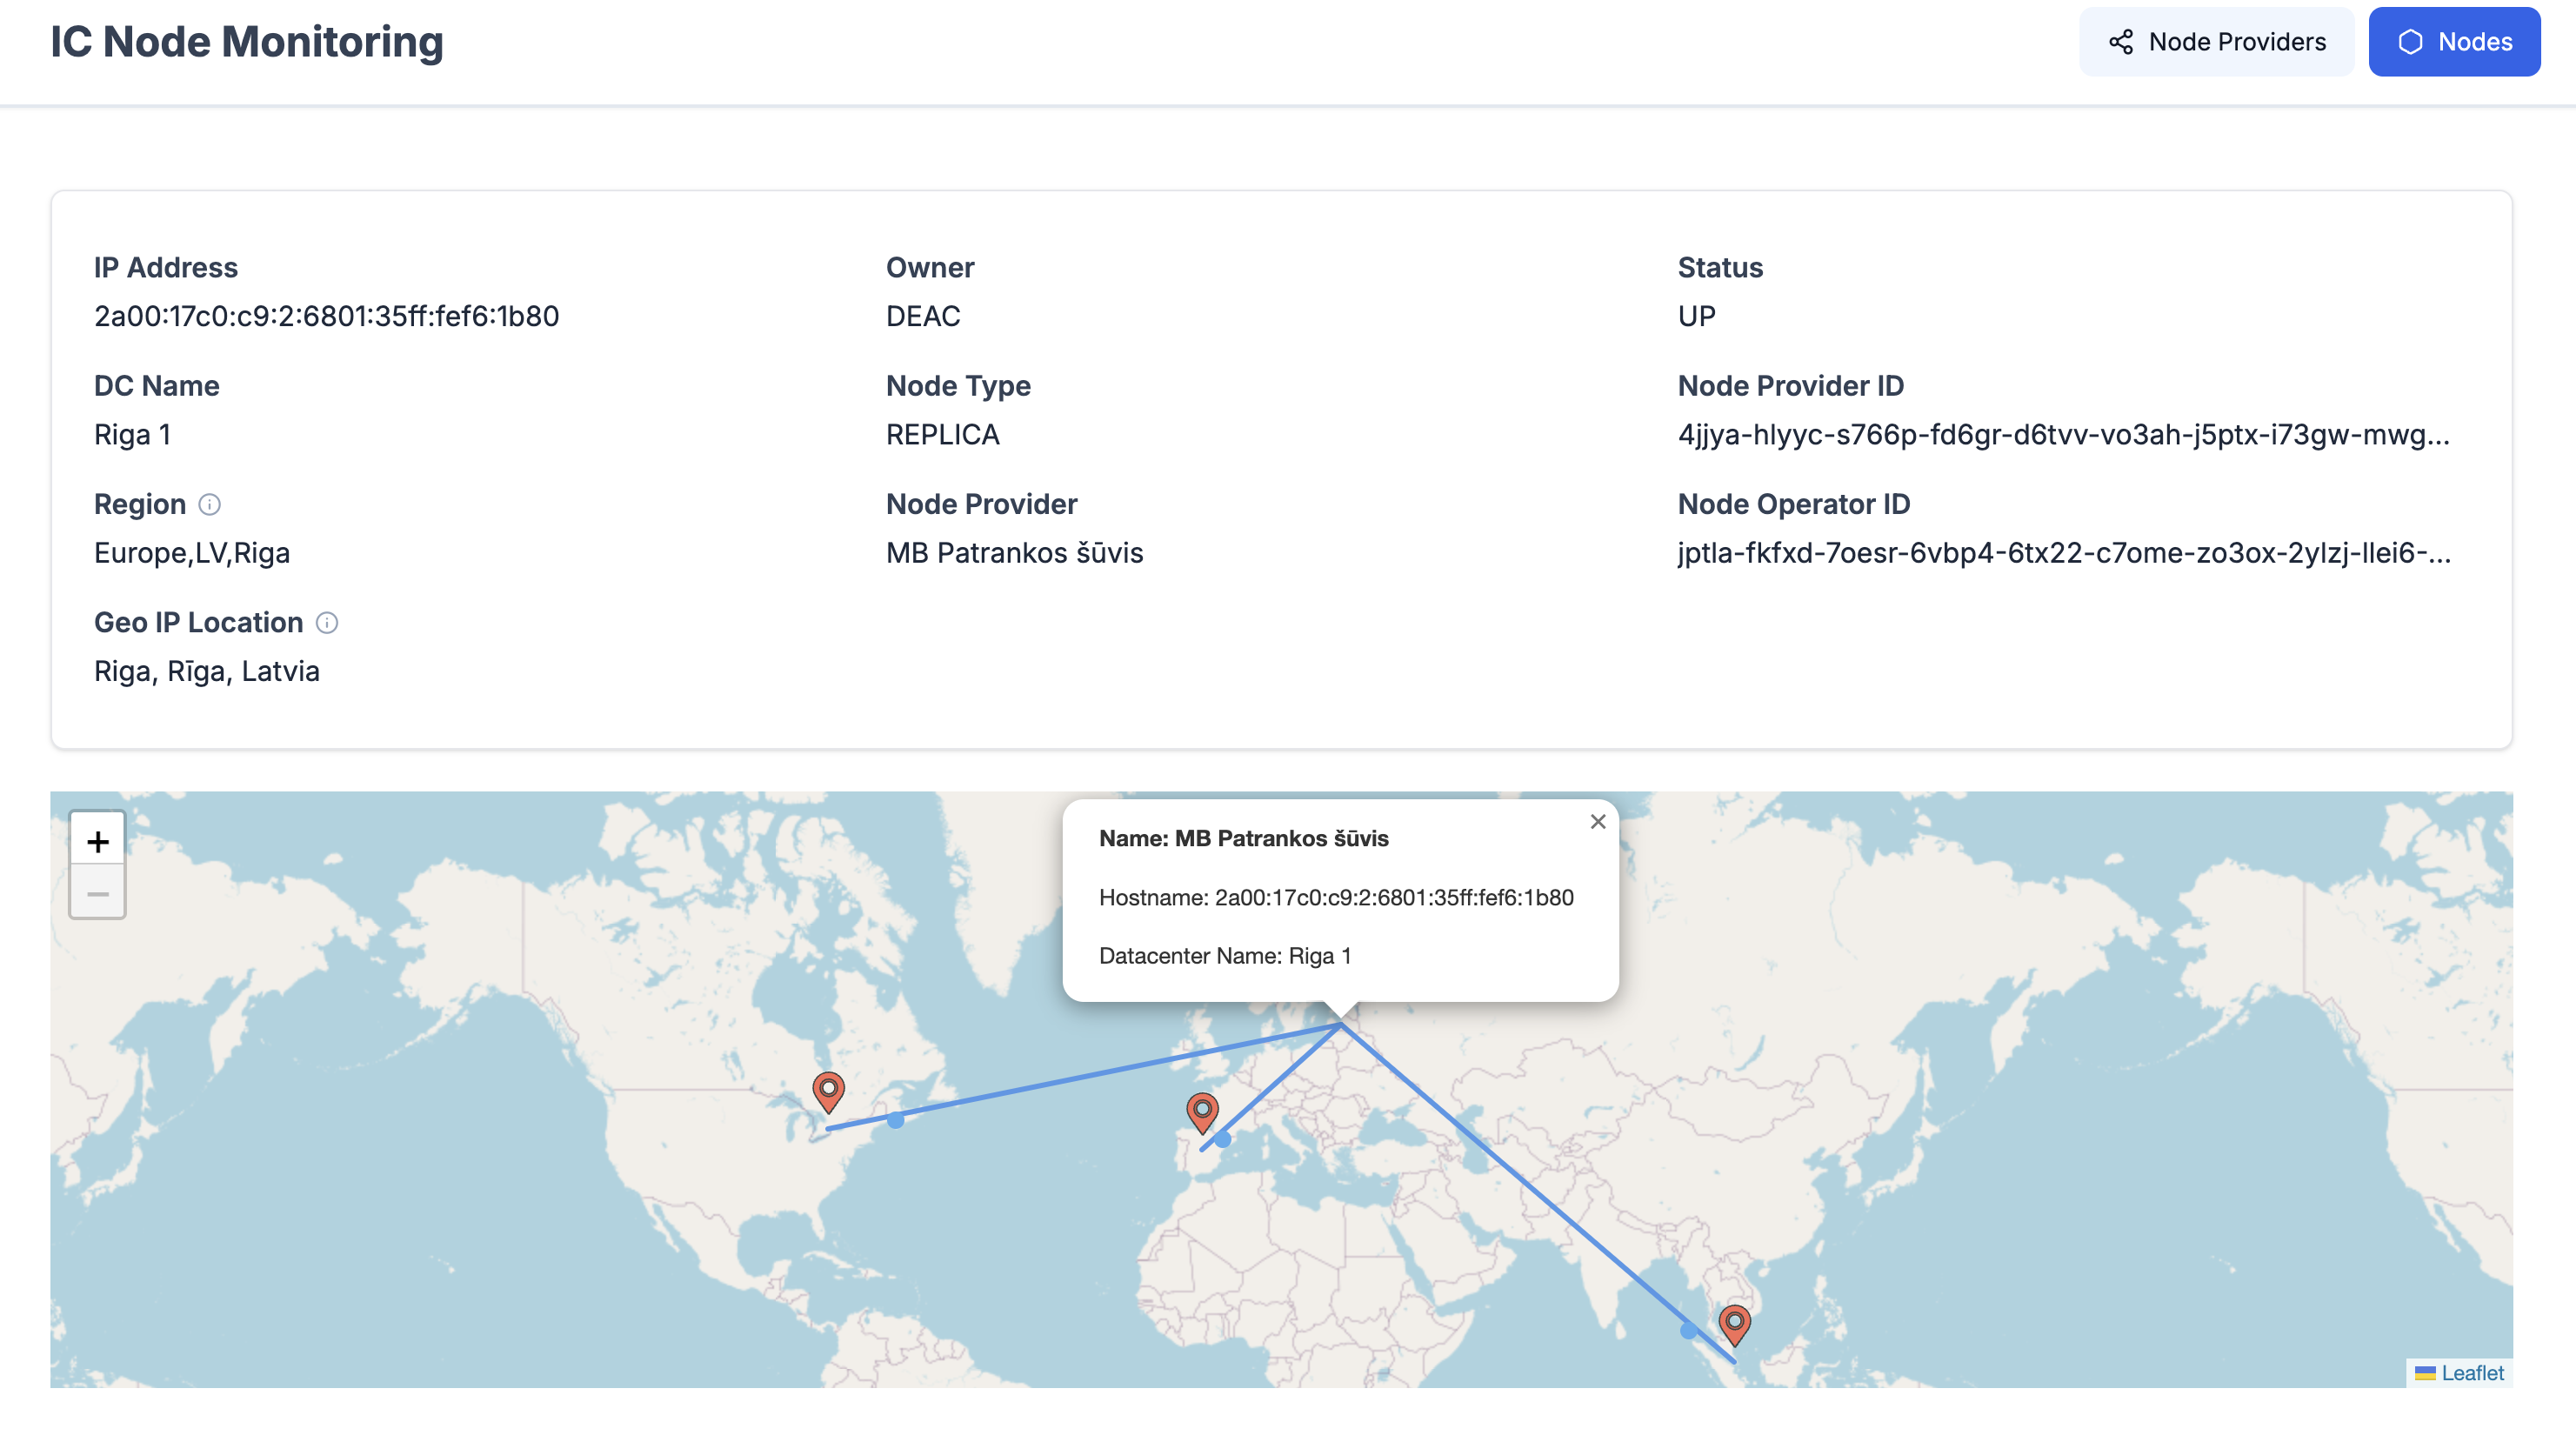 IC Node Monitoring
Node Providers
Nodes
IP Address
2a00:17c0:c9:2:6801:35ff:fef6:1b80
Owner
DEAC
Status
UP
DC Name
Riga 1
Node Type
REPLICA
Node Provider ID
4jjya-hlyyc-s766p-fd6gr-d6tvv-vo3ah-j5ptx-i73gw-mwg...
Region
Europe,LV,Riga
Node Provider
MB Patrankos šūvis
Node Operator ID
jptla-fkfxd-7oesr-6vbp4-6tx22-c7ome-zo3ox-2ylzj-llei6-...
Geo IP Location
Riga, Rīga, Latvia
+
−
×
Name: MB Patrankos šūvis
Hostname: 2a00:17c0:c9:2:6801:35ff:fef6:1b80
Datacenter Name: Riga 1
Leaflet